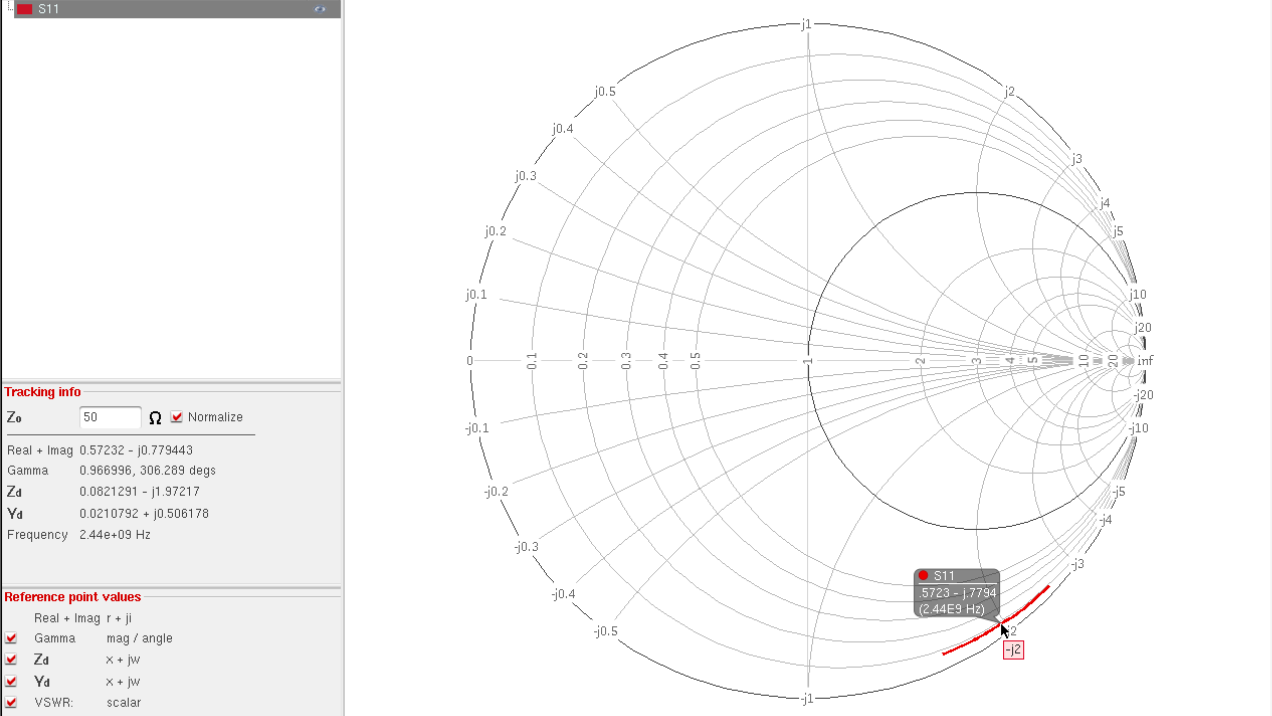 S11
Tracking info
Zo 50 Ω Normalize
Real + Imag 0.57232 - j0.779443
Gamma 0.966996, 306.289 degs
Zd 0.0821291 - j1.97217
Yd 0.0210792 + j0.506178
Frequency 2.44e+09 Hz
Reference point values
Real + Imag r + ji
Gamma mag / angle
Zd x + jw
Yd x + jw
VSWR: scalar
j1
j0.5 j2
j0.4
j3
j0.3
j4
j0.2 j5
j0.1 j10
j20
0 0.1 0.2 0.3 0.4 0.5 1 2 3 4 5 10 20 inf
-j20
-j0.1 -j10
-j0.2 -j5
-j4
-j0.3
-j3
S11
.5723 - j.7794
(2.44E9 Hz)
-j0.4
-j0.5 j2
-j2
-j1